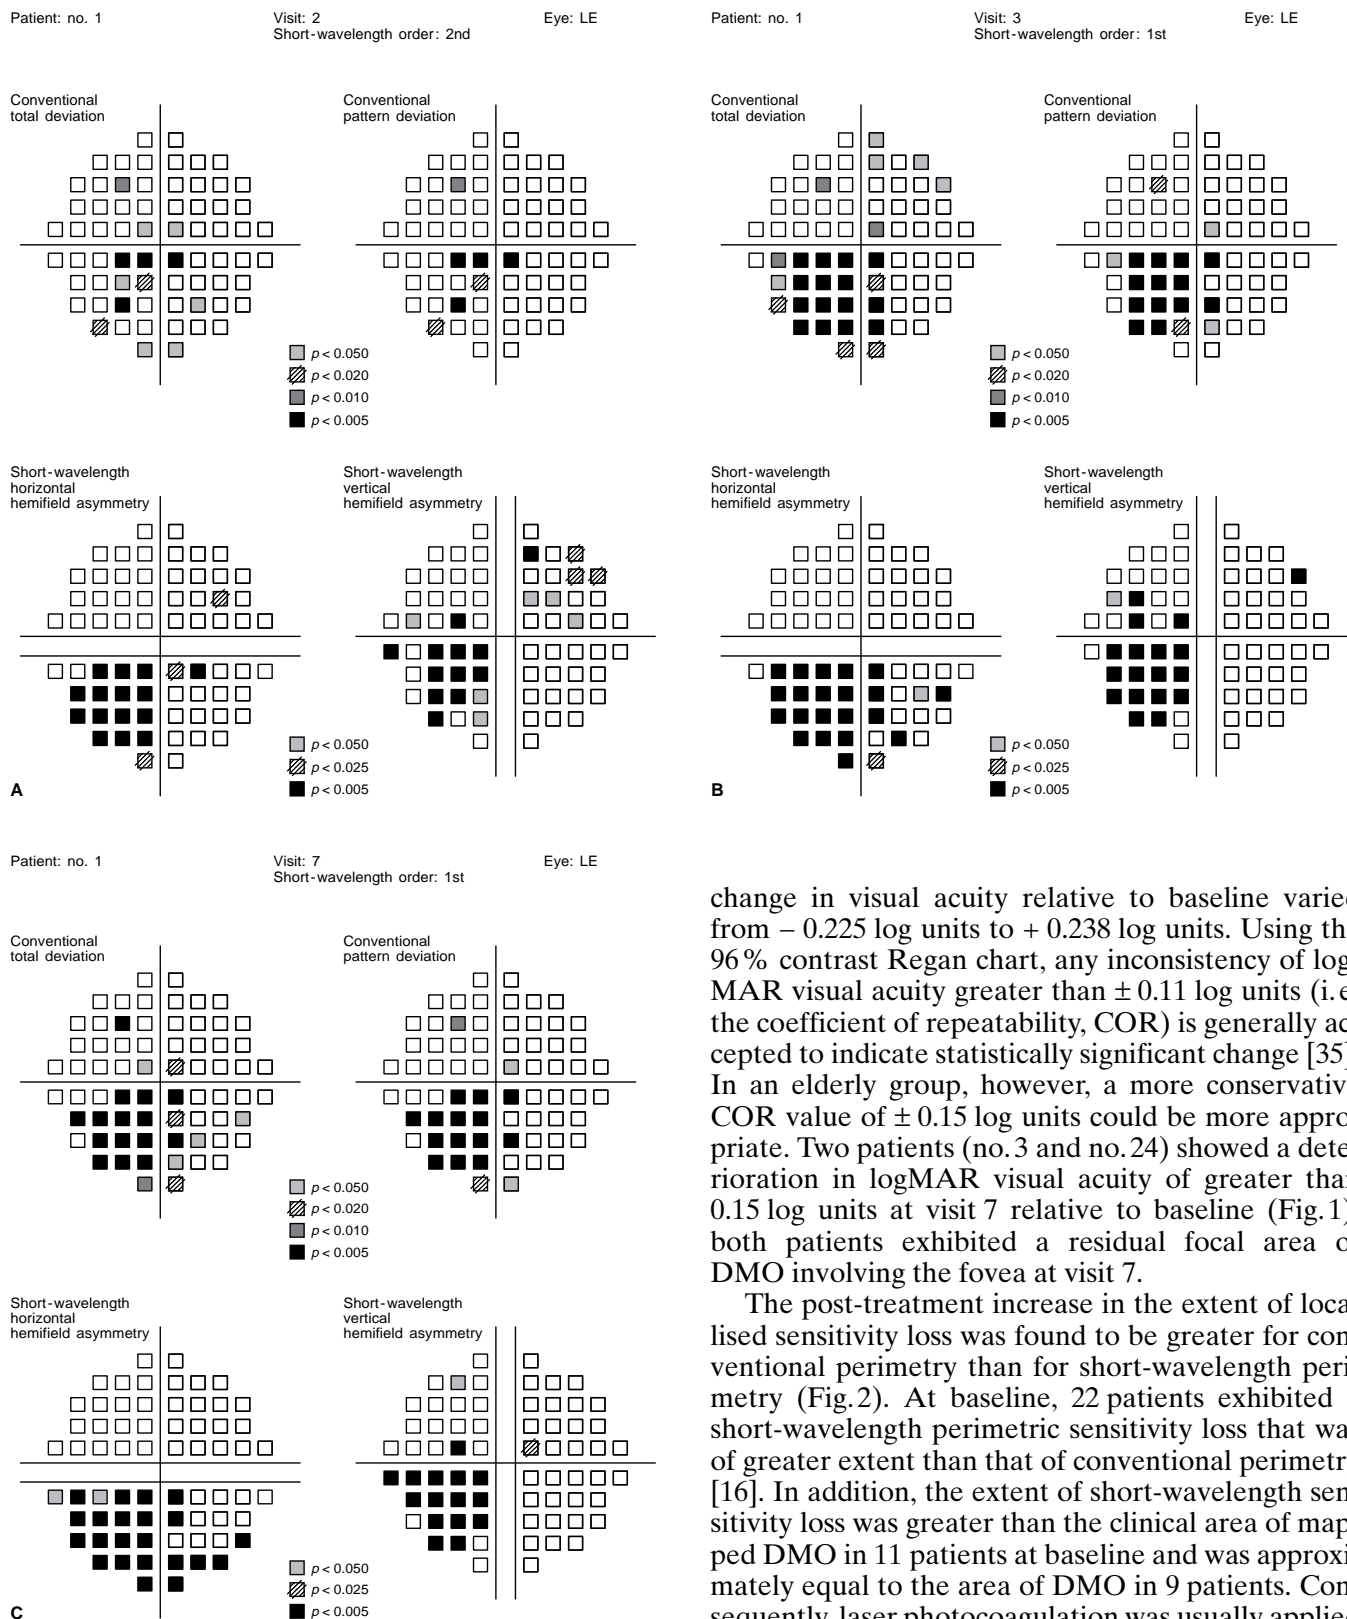 Patient: no. 1 Visit: 2 Eye: LE
Short-wavelength order: 2nd
Conventional
total deviation
Conventional
pattern deviation
p < 0.050
p < 0.020
p < 0.010
p < 0.005
Short-wavelength
horizontal
hemifield asymmetry
Short-wavelength
vertical
hemifield asymmetry
p < 0.050
p < 0.025
p < 0.005
A
Patient: no. 1 Visit: 3 Eye: LE
Short-wavelength order: 1st
Conventional
total deviation
Conventional
pattern deviation
p < 0.050
p < 0.020
p < 0.010
p < 0.005
Short-wavelength
horizontal
hemifield asymmetry
Short-wavelength
vertical
hemifield asymmetry
p < 0.050
p < 0.025
p < 0.005
B
Patient: no. 1 Visit: 7 Eye: LE
Short-wavelength order: 1st
Conventional
total deviation
Conventional
pattern deviation
p < 0.050
p < 0.020
p < 0.010
p < 0.005
Short-wavelength
horizontal
hemifield asymmetry
Short-wavelength
vertical
hemifield asymmetry
p < 0.050
p < 0.025
p < 0.005
C
change in visual acuity relative to baseline varie
from – 0.225 log units to + 0.238 log units. Using th
96 % contrast Regan chart, any inconsistency of log
MAR visual acuity greater than ± 0.11 log units (i. e
the coefficient of repeatability, COR) is generally ac
cepted to indicate statistically significant change [35]
In an elderly group, however, a more conservativ
COR value of ± 0.15 log units could be more appro
priate. Two patients (no. 3 and no. 24) showed a dete
rioration in logMAR visual acuity of greater than
0.15 log units at visit 7 relative to baseline (Fig. 1)
both patients exhibited a residual focal area o
DMO involving the fovea at visit 7.
The post-treatment increase in the extent of loca
lised sensitivity loss was found to be greater for con
ventional perimetry than for short-wavelength peri
metry (Fig. 2). At baseline, 22 patients exhibited
short-wavelength perimetric sensitivity loss that wa
of greater extent than that of conventional perimetr
[16]. In addition, the extent of short-wavelength sen
sitivity loss was greater than the clinical area of map
ped DMO in 11 patients at baseline and was approxi
mately equal to the area of DMO in 9 patients. Con
sequently, laser photocoagulation was usually applied